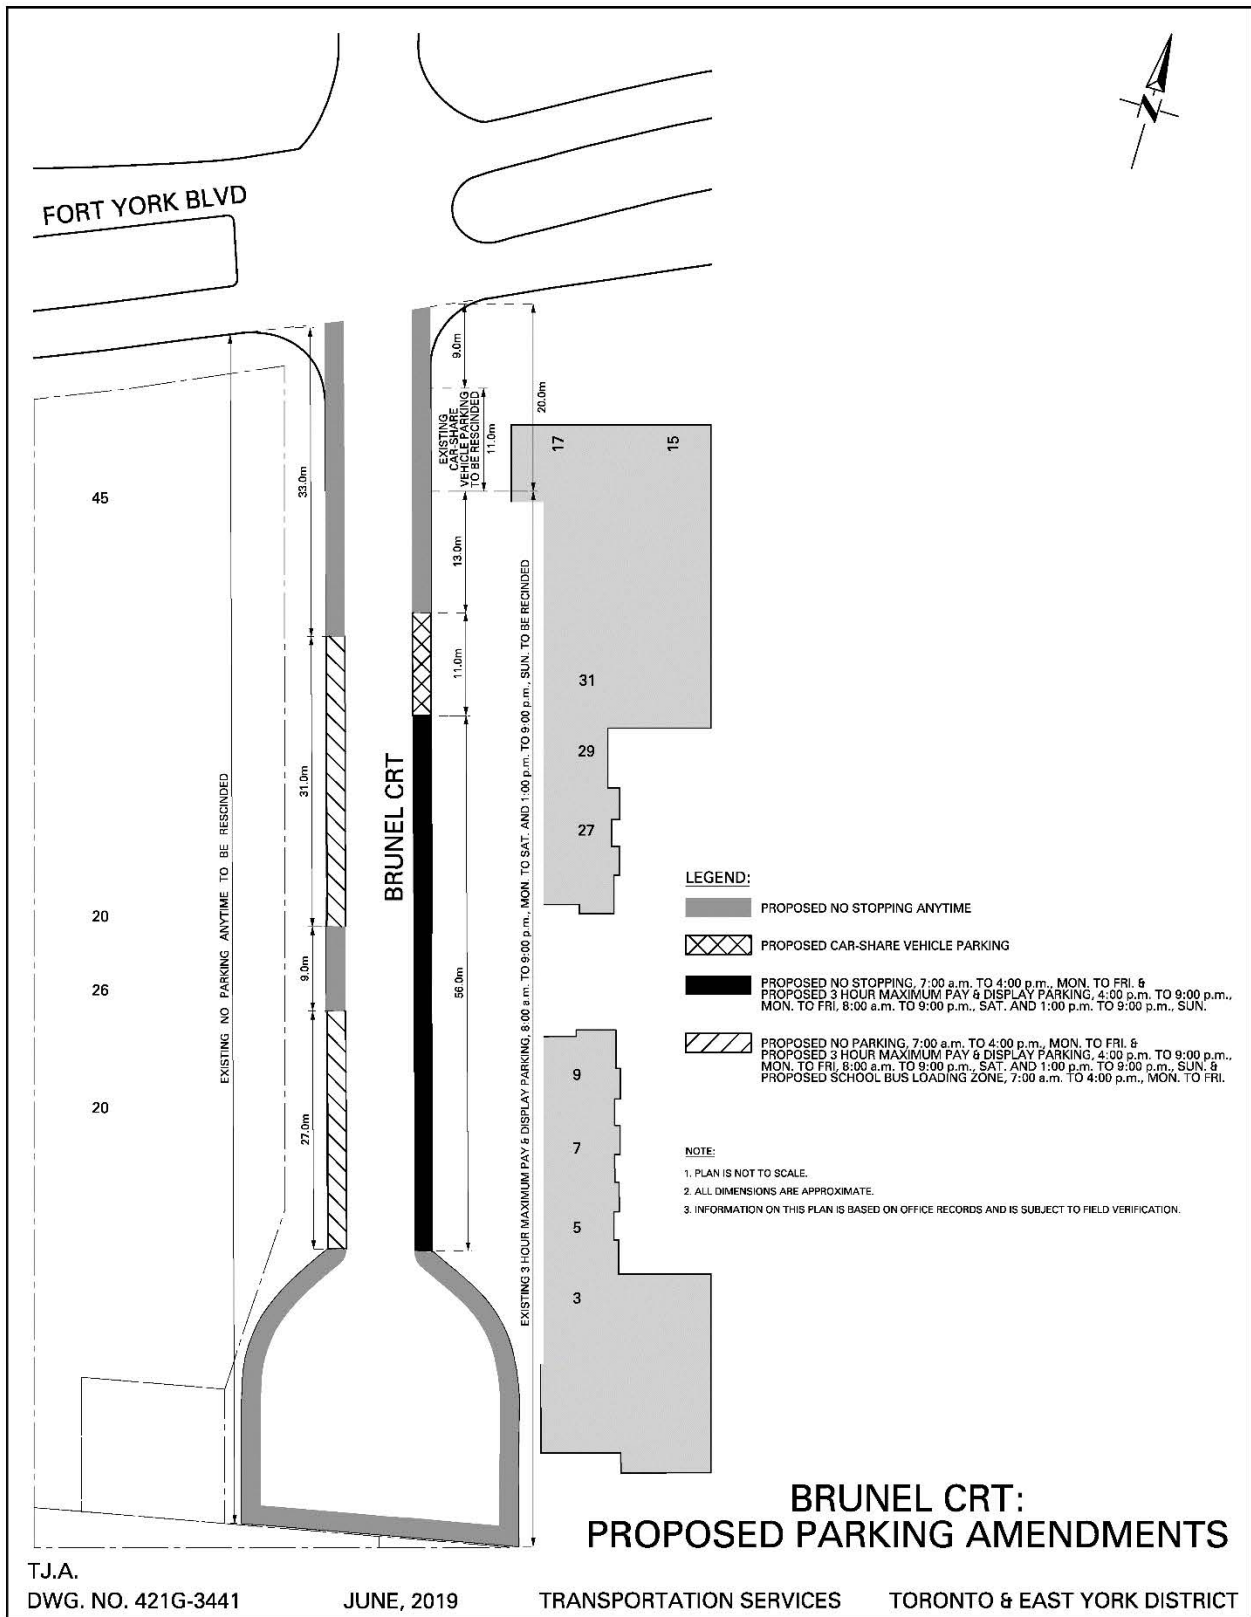 FORT YORK BLVD
N
9.0m
20.0m
EXISTING
CAR-SHARE
VEHICLE PARKING
TO BE RESCINDED
11.0m
17
15
33.0m
45
13.0m
11.0m
31
29
27
31.0m
BRUNEL CRT
EXISTING NO PARKING ANYTIME TO BE RESCINDED
EXISTING 3 HOUR MAXIMUM PAY & DISPLAY PARKING, 8:00 a.m. TO 9:00 p.m., MON. TO SAT. AND 1:00 p.m. TO 9:00 p.m., SUN. TO BE RECINDED
20
9.0m
26
56.0m
20
27.0m
9
7
5
3
LEGEND:
PROPOSED NO STOPPING ANYTIME
PROPOSED CAR-SHARE VEHICLE PARKING
PROPOSED NO STOPPING, 7:00 a.m. TO 4:00 p.m., MON. TO FRI. &
PROPOSED 3 HOUR MAXIMUM PAY & DISPLAY PARKING, 4:00 p.m. TO 9:00 p.m.,
MON. TO FRI, 8:00 a.m. TO 9:00 p.m., SAT. AND 1:00 p.m. TO 9:00 p.m., SUN.
PROPOSED NO PARKING, 7:00 a.m. TO 4:00 p.m., MON. TO FRI. &
PROPOSED 3 HOUR MAXIMUM PAY & DISPLAY PARKING, 4:00 p.m. TO 9:00 p.m.,
MON. TO FRI, 8:00 a.m. TO 9:00 p.m., SAT. AND 1:00 p.m. TO 9:00 p.m., SUN. &
PROPOSED SCHOOL BUS LOADING ZONE, 7:00 a.m. TO 4:00 p.m., MON. TO FRI.
NOTE:
1. PLAN IS NOT TO SCALE.
2. ALL DIMENSIONS ARE APPROXIMATE.
3. INFORMATION ON THIS PLAN IS BASED ON OFFICE RECORDS AND IS SUBJECT TO FIELD VERIFICATION.
BRUNEL CRT:
PROPOSED PARKING AMENDMENTS
T.J.A.
DWG. NO. 421G-3441 JUNE, 2019 TRANSPORTATION SERVICES TORONTO & EAST YORK DISTRICT